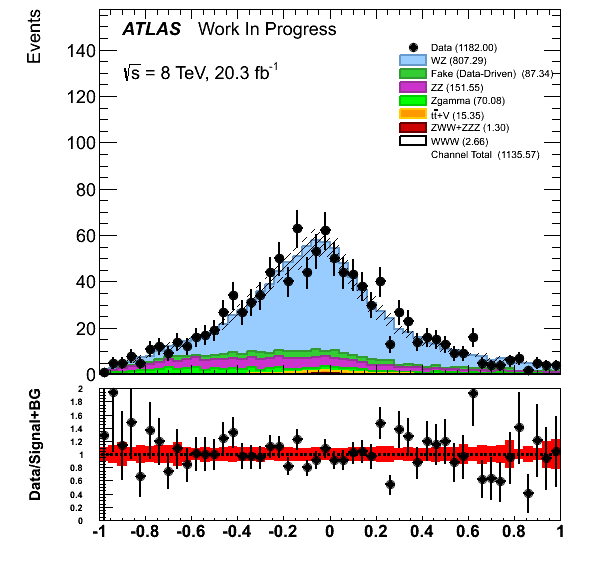 ATLAS Work In Progress
√s = 8 TeV, 20.3 fb-1
Events
140
120
100
80
60
40
20
0
Data (1182.00)
WZ (807.29)
Fake (Data-Driven) (87.34)
ZZ (151.55)
Zgamma (70.08)
tt̄+V (15.35)
ZWW+ZZZ (1.30)
WWW (2.66)
Channel Total (1135.57)
Data/Signal+BG
2
1.8
1.6
1.4
1.2
1
0.8
0.6
0.4
0.2
0
-1 -0.8 -0.6 -0.4 -0.2 0 0.2 0.4 0.6 0.8 1